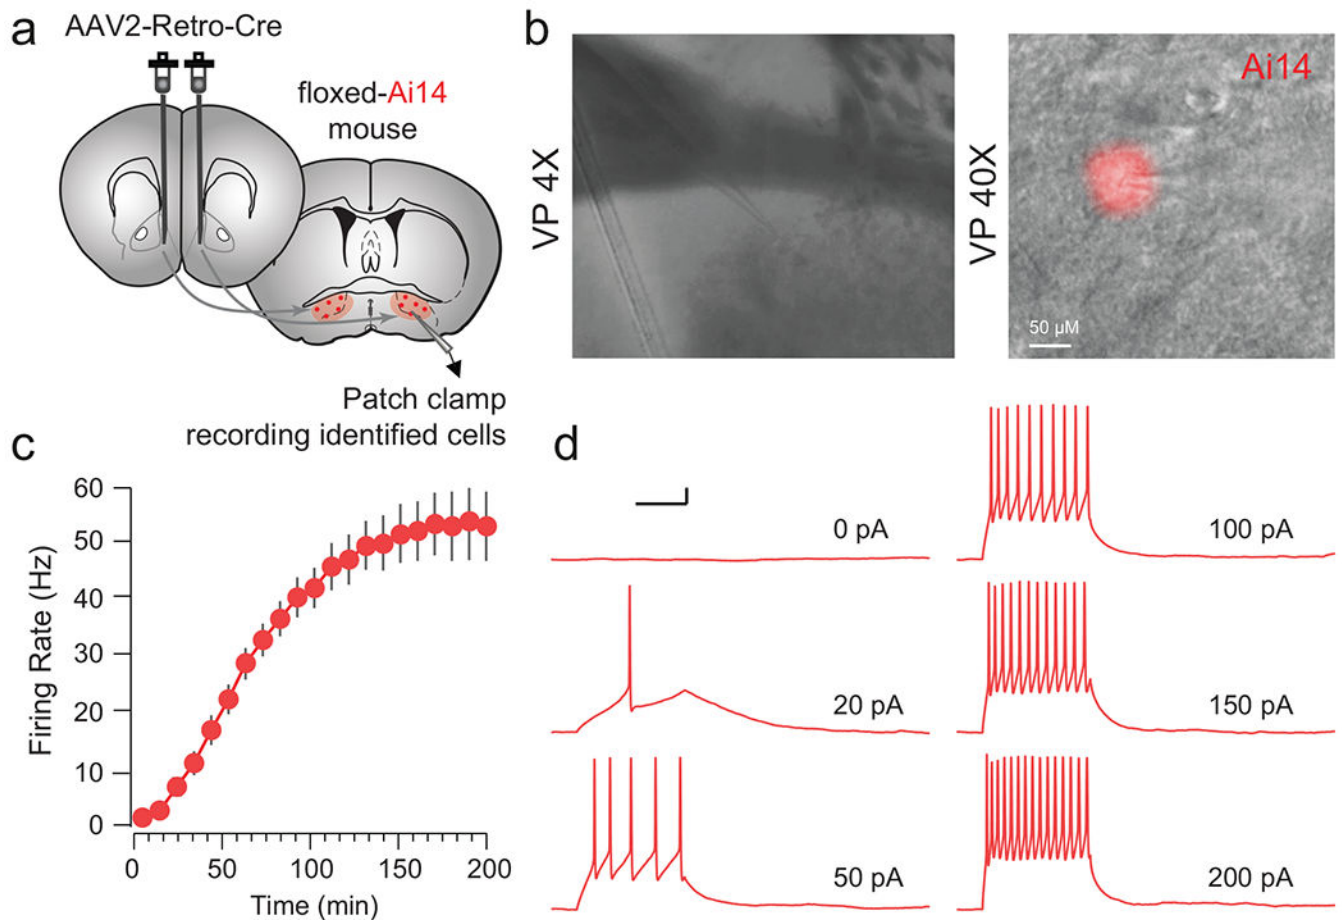 a
AAV2-Retro-Cre
floxed-Ai14
mouse
Patch clamp
recording identified cells
b
VP 4X
VP 40X
Ai14
50 µM
c
Firing Rate (Hz)
60
50
40
30
20
10
0
0
50
100
150
200
Time (min)
d
0 pA
20 pA
50 pA
100 pA
150 pA
200 pA